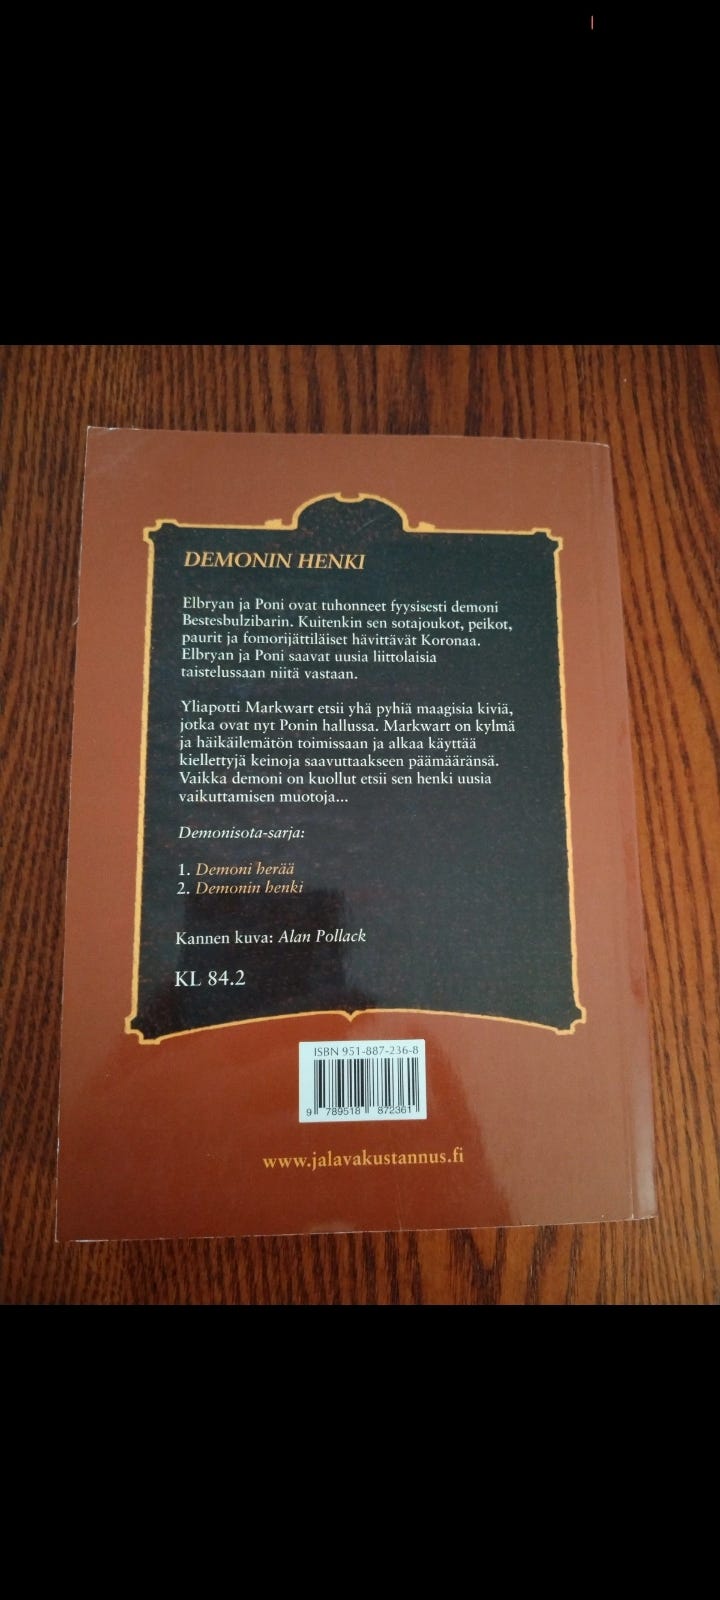 DEMONIN HENKI
Elbryan ja Poni ovat tuhonneet fyysisesti demoni
Bestesbulzibarin. Kuitenkin sen sotajoukot, peikot,
paurit ja fomorijättiläiset hävittävät Koronaa.
Elbryan ja Poni saavat uusia liittolaisia
taistelussaan niitä vastaan.
Yliapotti Markwart etsii yhä pyhiä maagisia kiviä,
jotka ovat nyt Ponin hallussa. Markwart on kylmä
ja häikäilemätön toimissaan ja alkaa käyttää
kiellettyjä keinoja saavuttaakseen päämääränsä.
Vaikka demoni on kuollut etsii sen henki uusia
vaikuttamisen muotoja...
Demonisota-sarja:
1. Demoni herää
2. Demonin henki
Kannen kuva: Alan Pollack
KL 84.2
ISBN 951-887-236-8
9 789518 872361
www.jalavakustannus.fi